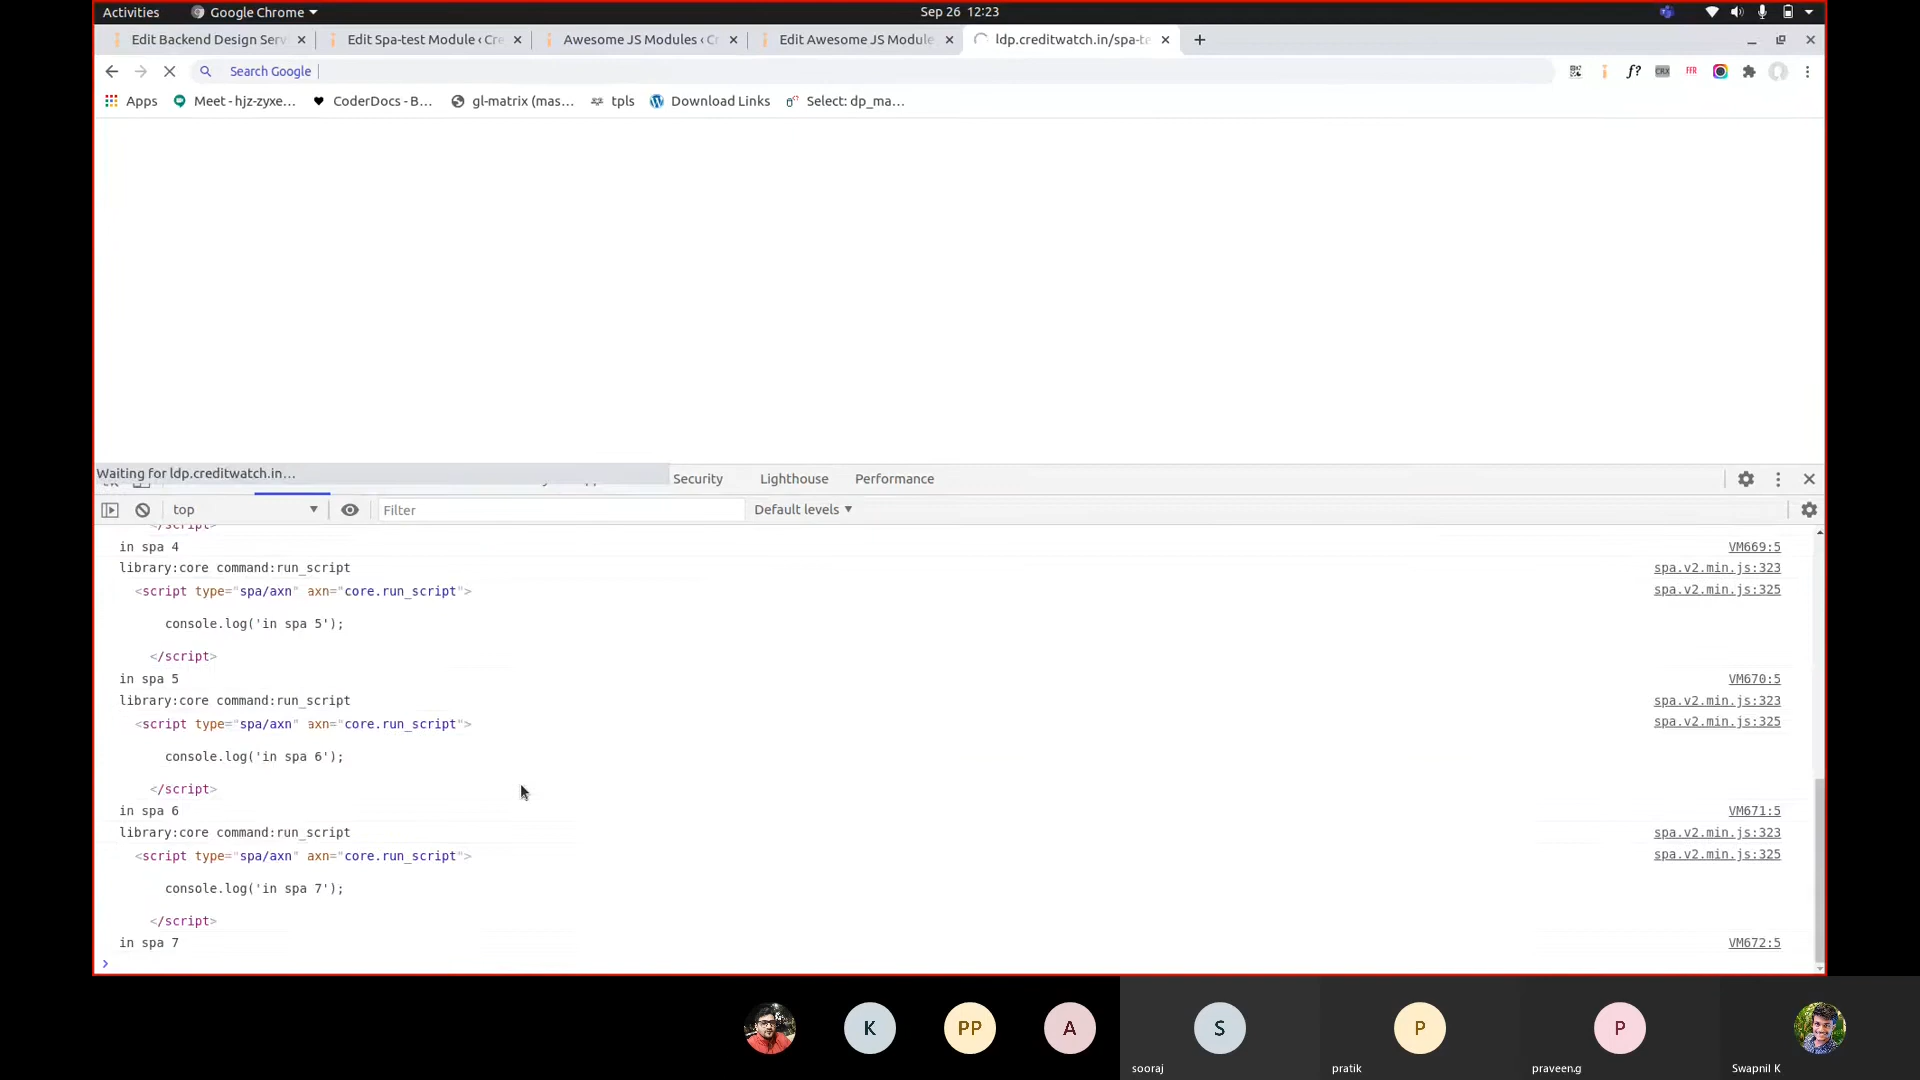 Activities Google Chrome Sep 26 12:23
Edit Backend Design Serv Edit Spa-test Module ‹ Cre Awesome JS Modules ‹ Cr Edit Awesome JS Module ldp.creditwatch.in/spa-te
Search Google
Apps Meet - hjz-zyxe... CoderDocs - B... gl-matrix (mas... tpls Download Links Select: dp_ma...
Waiting for ldp.creditwatch.in... Security Lighthouse Performance
top Filter Default levels
</script>
in spa 4 VM669:5
library:core command:run_script spa.v2.min.js:323
<script type="spa/axn" axn="core.run_script"> spa.v2.min.js:325
console.log('in spa 5');
</script>
in spa 5 VM670:5
library:core command:run_script spa.v2.min.js:323
<script type="spa/axn" axn="core.run_script"> spa.v2.min.js:325
console.log('in spa 6');
</script>
in spa 6 VM671:5
library:core command:run_script spa.v2.min.js:323
<script type="spa/axn" axn="core.run_script"> spa.v2.min.js:325
console.log('in spa 7');
</script>
in spa 7 VM672:5
K PP A S P P
sooraj pratik praveen.g Swapnil K